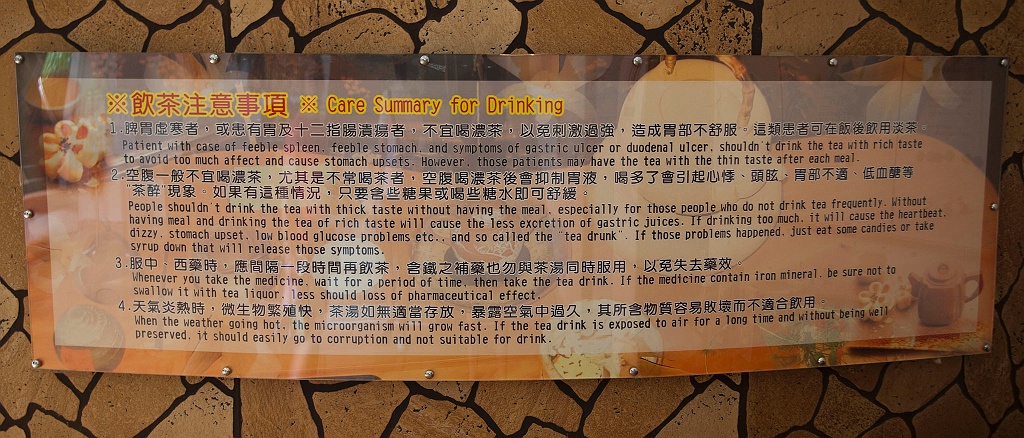 ※飲茶注意事項 ※ Care Summary for Drinking
1.脾胃虛寒者，或患有胃及十二指腸潰瘍者，不宜喝濃茶，以免刺激過強，造成胃部不舒服。這類患者可在飯後飲用淡茶。
Patient with case of feeble spleen, feeble stomach, and symptoms of gastric ulcer or duodenal ulcer, shouldn't drink the tea with rich taste
to avoid too much affect and cause stomach upsets. However, those patients may have the tea with the thin taste after each meal.
2.空腹一般不宜喝濃茶，尤其是不常喝茶者，空腹喝濃茶後會抑制胃液，喝多了會引起心悸、頭眩、胃部不適、低血醣等
"茶醉"現象。如果有這種情況，只要含些糖果或喝些糖水即可舒緩。
People shouldn't drink the tea with thick taste without having the meal, especially for those people who do not drink tea frequently. Without
having meal and drinking the tea of rich taste will cause the less excretion of gastric juices. If drinking too much, it will cause the heartbeat,
dizzy, stomach upset, low blood glucose problems etc., and so called the "tea drunk". If those problems happened, just eat some candies or take
syrup down that will release those symptoms.
3.服中、西藥時，應間隔一段時間再飲茶，含鐵之補藥也勿與茶湯同時服用，以免失去藥效。
Whenever you take the medicine, wait for a period of time, then take the tea drink. If the medicine contain iron mineral, be sure not to
swallow it with tea liquor, less should loss of pharmaceutical effect.
4.天氣炎熱時，微生物繁殖快，茶湯如無適當存放，暴露空氣中過久，其所含物質容易敗壞而不適合飲用。
When the weather going hot, the microorganism will grow fast. If the tea drink is exposed to air for a long time and without being well
preserved, it should easily go to corruption and not suitable for drink.